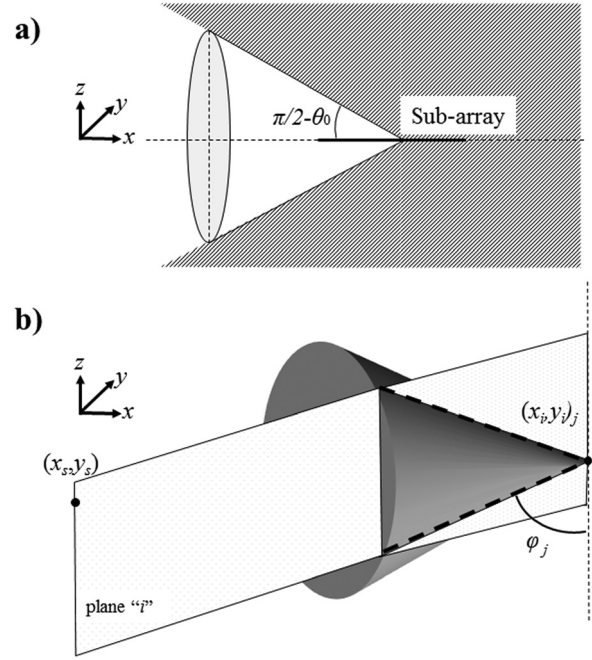 a)
z
y
x
π/2-θ₀
Sub-array
b)
z
y
x
(xᵢ,yᵢ)ⱼ
(xₛ,yₛ)
φⱼ
plane “i”